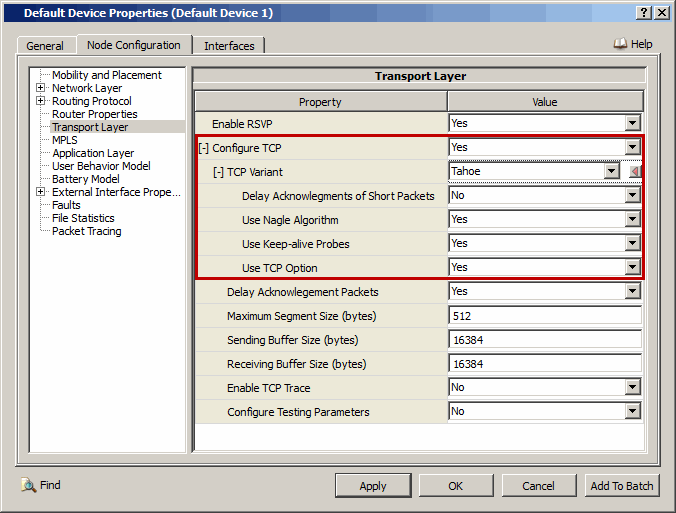 Default Device Properties (Default Device 1)
General Node Configuration Interfaces Help
Mobility and Placement
Network Layer
Routing Protocol
Router Properties
Transport Layer
MPLS
Application Layer
User Behavior Model
Battery Model
External Interface Prope...
Faults
File Statistics
Packet Tracing
Transport Layer
Property Value
Enable RSVP Yes
[-] Configure TCP Yes
[-] TCP Variant Tahoe
Delay Acknowlegments of Short Packets No
Use Nagle Algorithm Yes
Use Keep-alive Probes Yes
Use TCP Option Yes
Delay Acknowlegement Packets Yes
Maximum Segment Size (bytes) 512
Sending Buffer Size (bytes) 16384
Receiving Buffer Size (bytes) 16384
Enable TCP Trace No
Configure Testing Parameters No
Find Apply OK Cancel Add To Batch